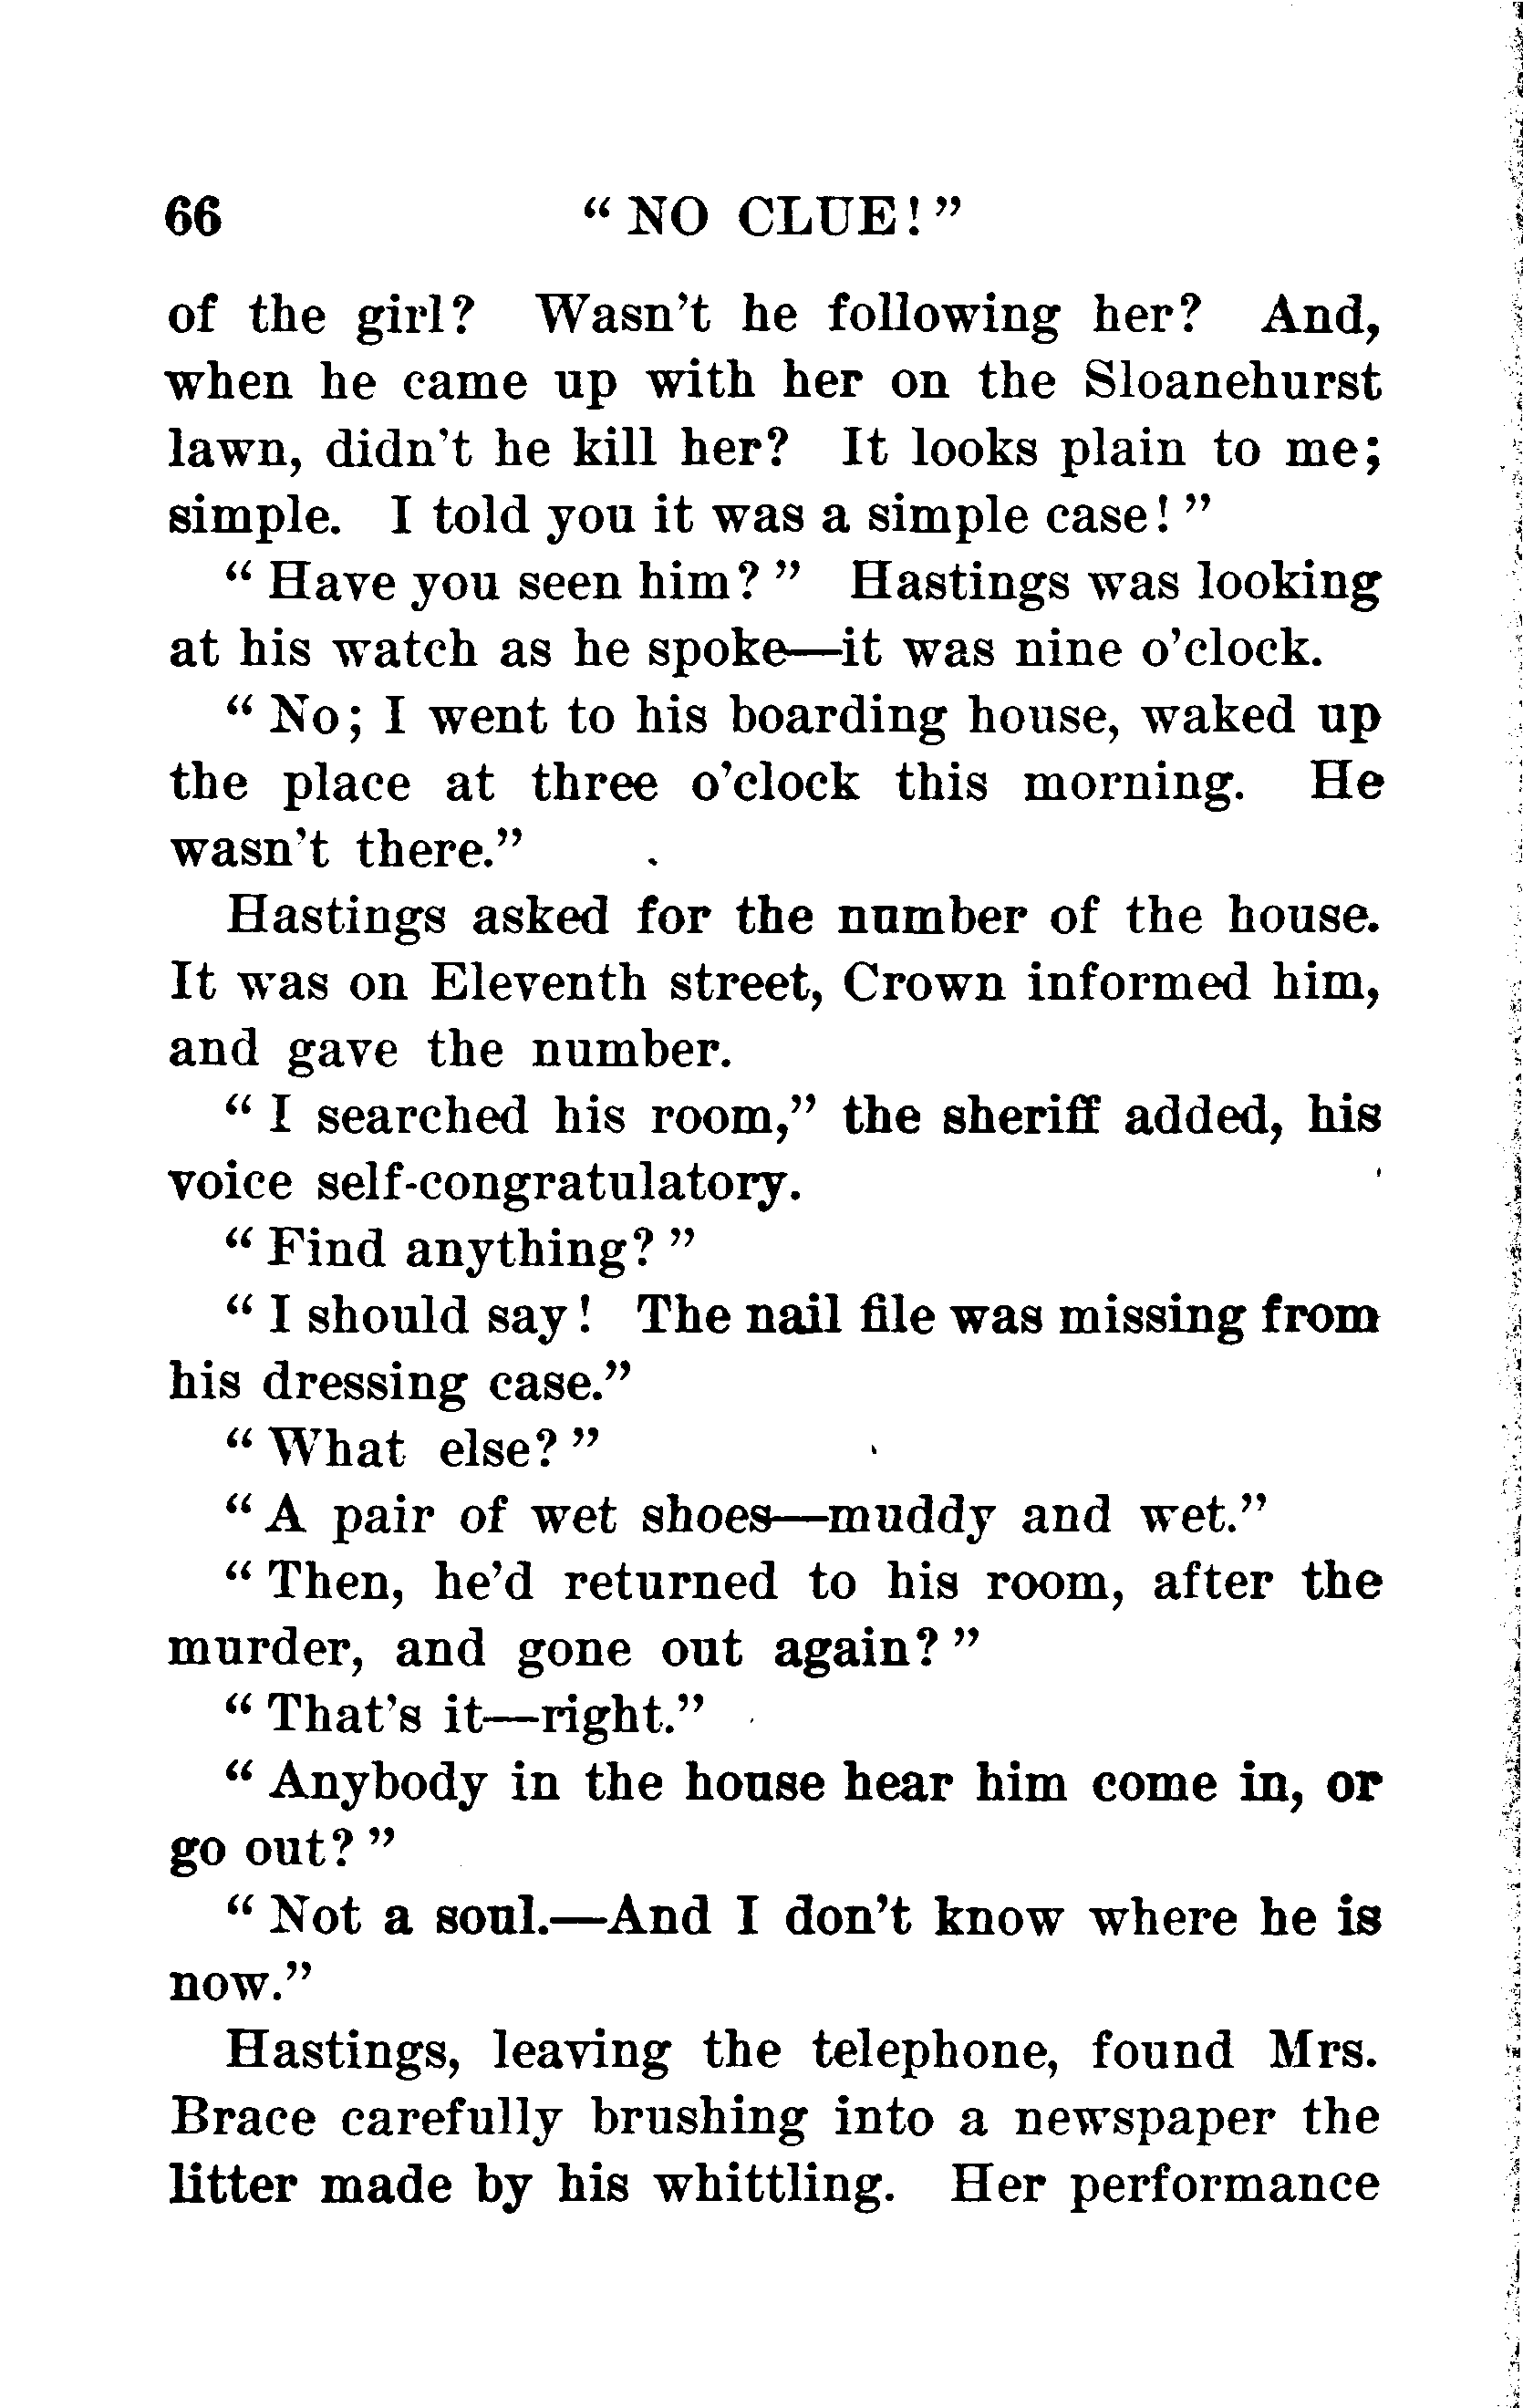 66 “ NO CLUE! ”
of the girl? Wasn't he following her? And,
when he came up with her on the Sloanehurst
lawn, didn't he kill her? It looks plain to me;
simple. I told you it was a simple case! ”
“ Have you seen him? ” Hastings was looking
at his watch as he spoke—it was nine o'clock.
“ No; I went to his boarding house, waked up
the place at three o'clock this morning. He
wasn't there.”
Hastings asked for the number of the house.
It was on Eleventh street, Crown informed him,
and gave the number.
“ I searched his room,” the sheriff added, his
voice self-congratulatory.
“ Find anything? ”
“ I should say! The nail file was missing from
his dressing case.”
“ What else? ”
“ A pair of wet shoes—muddy and wet.”
“ Then, he'd returned to his room, after the
murder, and gone out again? ”
“ That's it—right.”
“ Anybody in the house hear him come in, or
go out? ”
“ Not a soul.—And I don't know where he is
now.”
Hastings, leaving the telephone, found Mrs.
Brace carefully brushing into a newspaper the
litter made by his whittling. Her performance